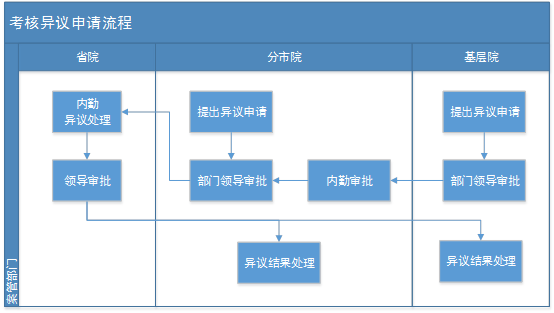 考核异议申请流程
省院
分市院
基层院
内勤
异议处理
提出异议申请
提出异议申请
领导审批
部门领导审批
内勤审批
部门领导审批
异议结果处理
异议结果处理
案管部门